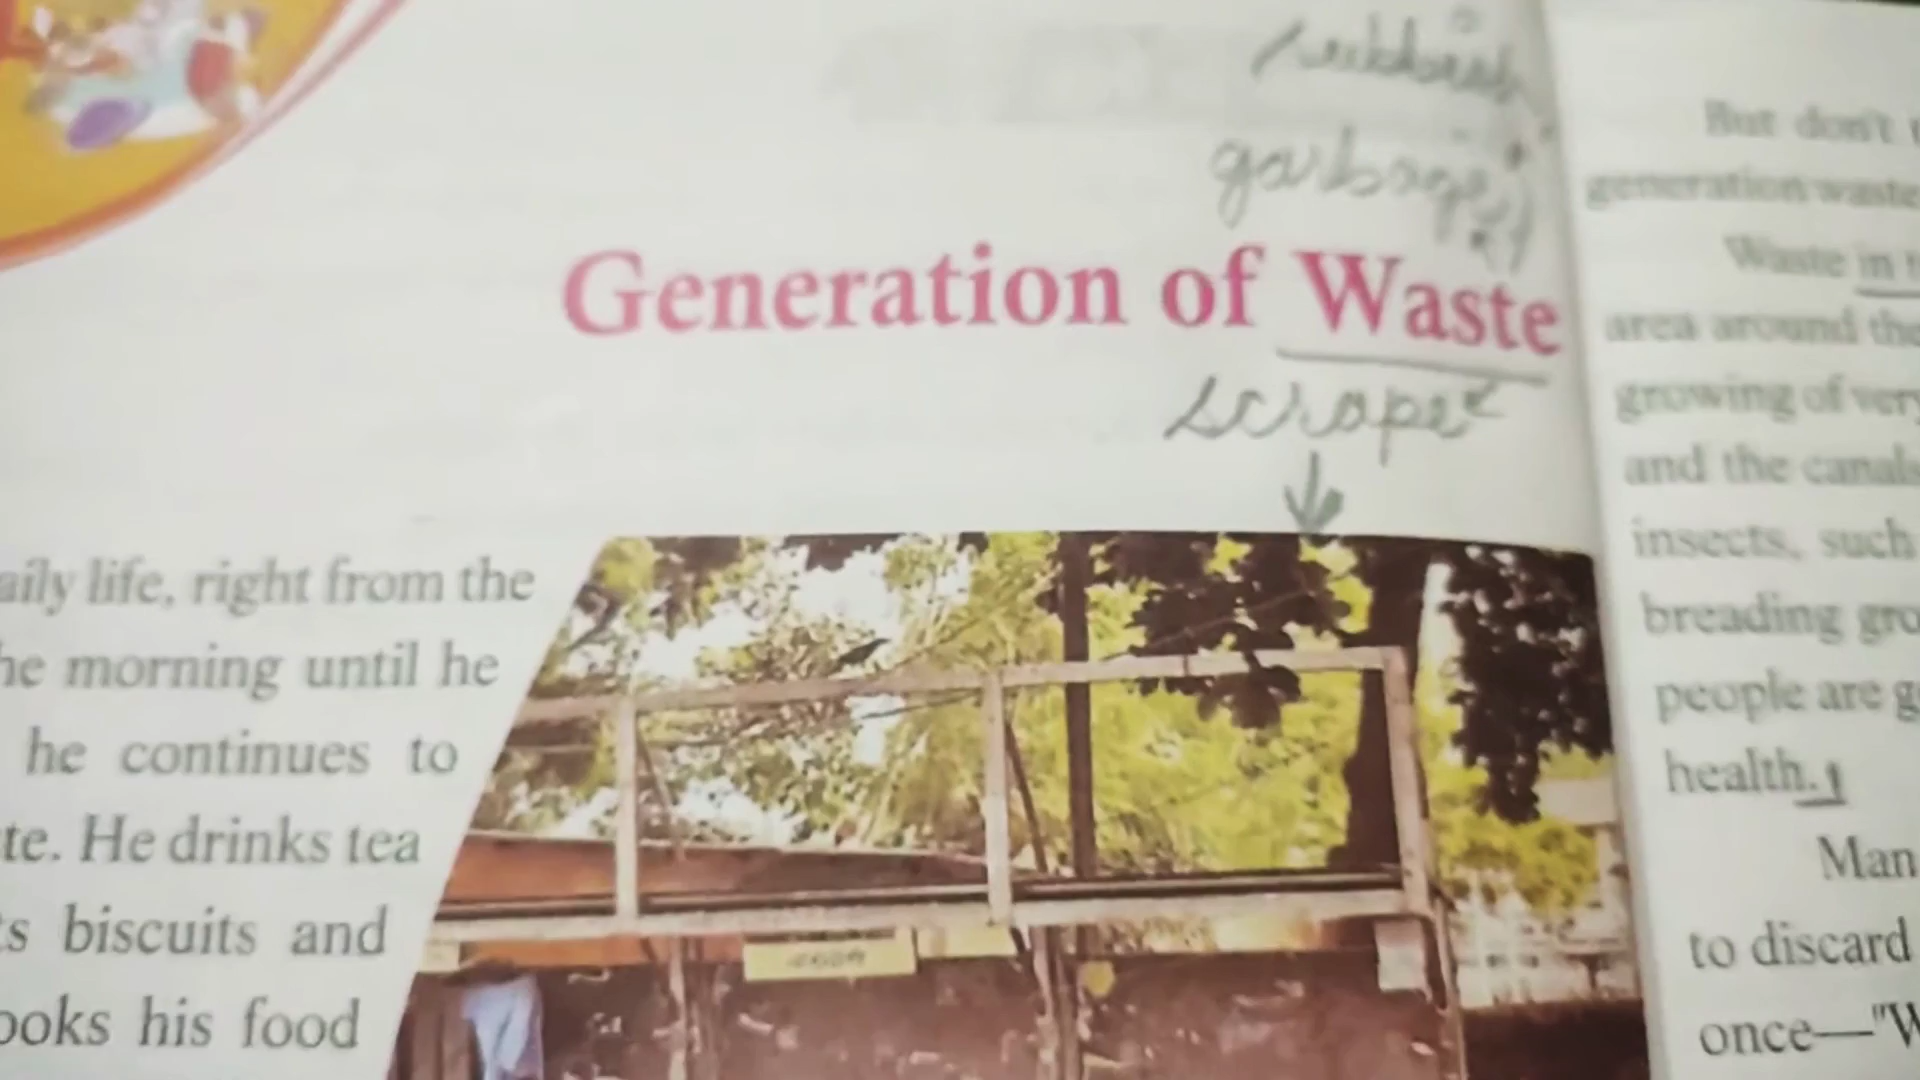 rubbish
garbage
Generation of Waste
scrape
aily life, right from the
he morning until he
he continues to
te. He drinks tea
s biscuits and
ooks his food
But don't
generation waste
Waste in t
area around the
growing of very
and the canals
insects, such
breading gro
people are g
health.
Man
to discard
once—"W